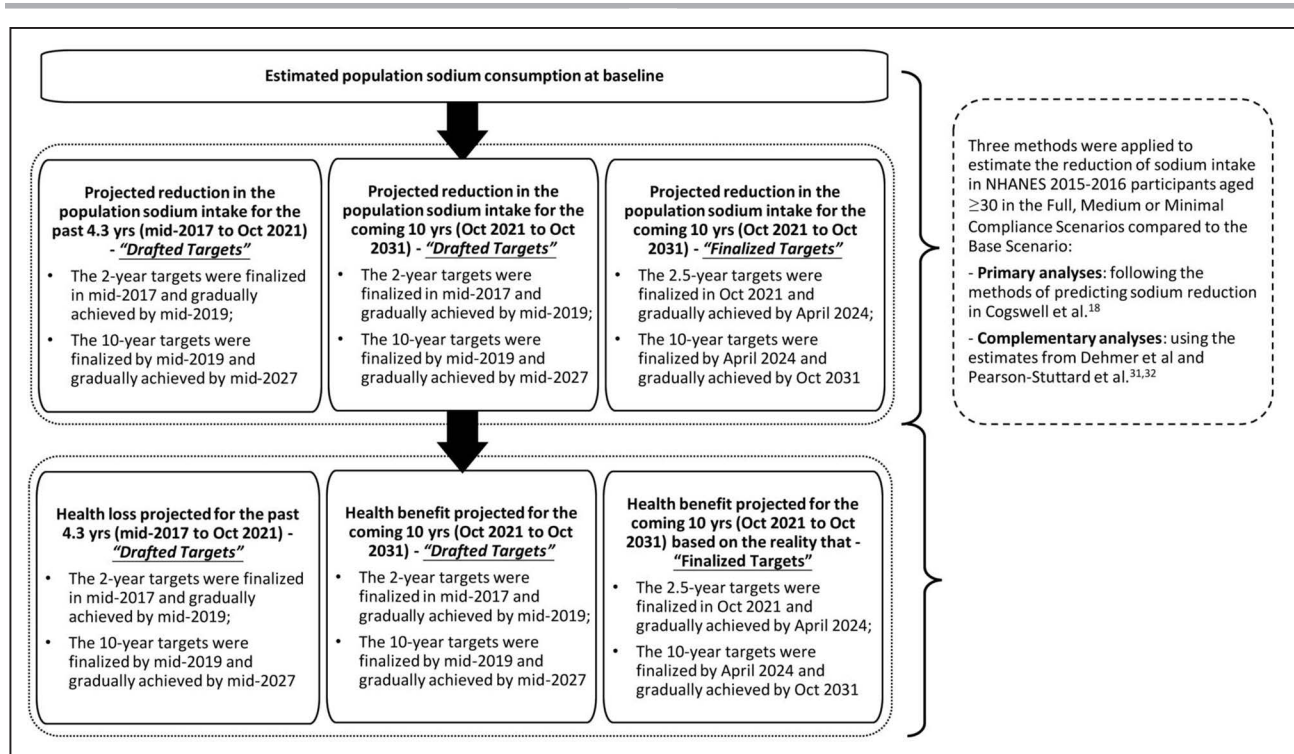 Estimated population sodium consumption at baseline
Projected reduction in the
population sodium intake for the
past 4.3 yrs (mid-2017 to Oct 2021)
- “Drafted Targets”
• The 2-year targets were finalized
in mid-2017 and gradually
achieved by mid-2019;
• The 10-year targets were
finalized by mid-2019 and
gradually achieved by mid-2027
Projected reduction in the
population sodium intake for the
coming 10 yrs (Oct 2021 to Oct
2031) - “Drafted Targets”
• The 2-year targets were
finalized in mid-2017 and
gradually achieved by mid-2019;
• The 10-year targets were
finalized by mid-2019 and
gradually achieved by mid-2027
Projected reduction in the
population sodium intake for the
coming 10 yrs (Oct 2021 to Oct
2031) - “Finalized Targets”
• The 2.5-year targets were
finalized in Oct 2021 and
gradually achieved by April 2024;
• The 10-year targets were
finalized by April 2024 and
gradually achieved by Oct 2031
Three methods were applied to
estimate the reduction of sodium intake
in NHANES 2015-2016 participants aged
≥30 in the Full, Medium or Minimal
Compliance Scenarios compared to the
Base Scenario:
- Primary analyses: following the
methods of predicting sodium reduction
in Cogswell et al.18
- Complementary analyses: using the
estimates from Dehmer et al and
Pearson-Stuttard et al.31,32
Health loss projected for the past
4.3 yrs (mid-2017 to Oct 2021) -
“Drafted Targets”
• The 2-year targets were finalized
in mid-2017 and gradually
achieved by mid-2019;
• The 10-year targets were
finalized by mid-2019 and
gradually achieved by mid-2027
Health benefit projected for the
coming 10 yrs (Oct 2021 to Oct
2031) - “Drafted Targets”
• The 2-year targets were
finalized in mid-2017 and
gradually achieved by mid-2019;
• The 10-year targets were
finalized by mid-2019 and
gradually achieved by mid-2027
Health benefit projected for the
coming 10 yrs (Oct 2021 to Oct
2031) based on the reality that -
“Finalized Targets”
• The 2.5-year targets were
finalized in Oct 2021 and
gradually achieved by April 2024;
• The 10-year targets were
finalized by April 2024 and
gradually achieved by Oct 2031